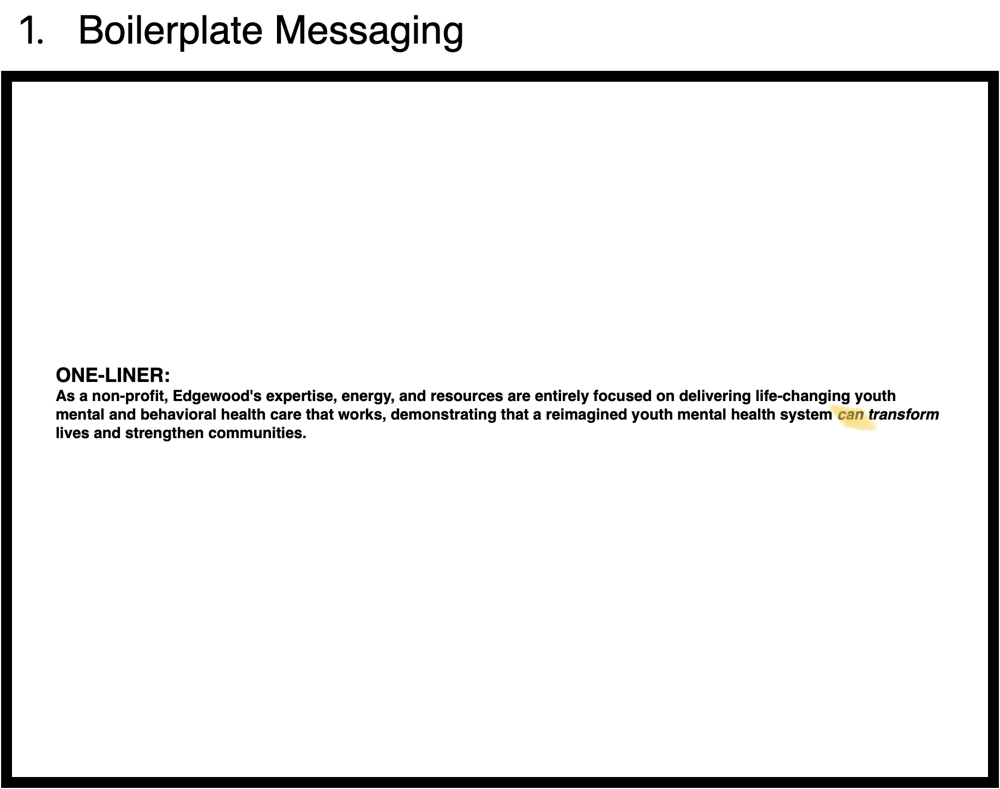 1. Boilerplate Messaging
ONE-LINER:
As a non-profit, Edgewood's expertise, energy, and resources are entirely focused on delivering life-changing youth
mental and behavioral health care that works, demonstrating that a reimagined youth mental health system can transform
lives and strengthen communities.